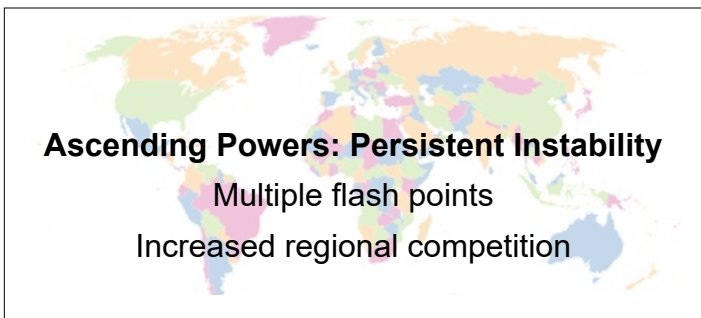 Ascending Powers: Persistent Instability
Multiple flash points
Increased regional competition